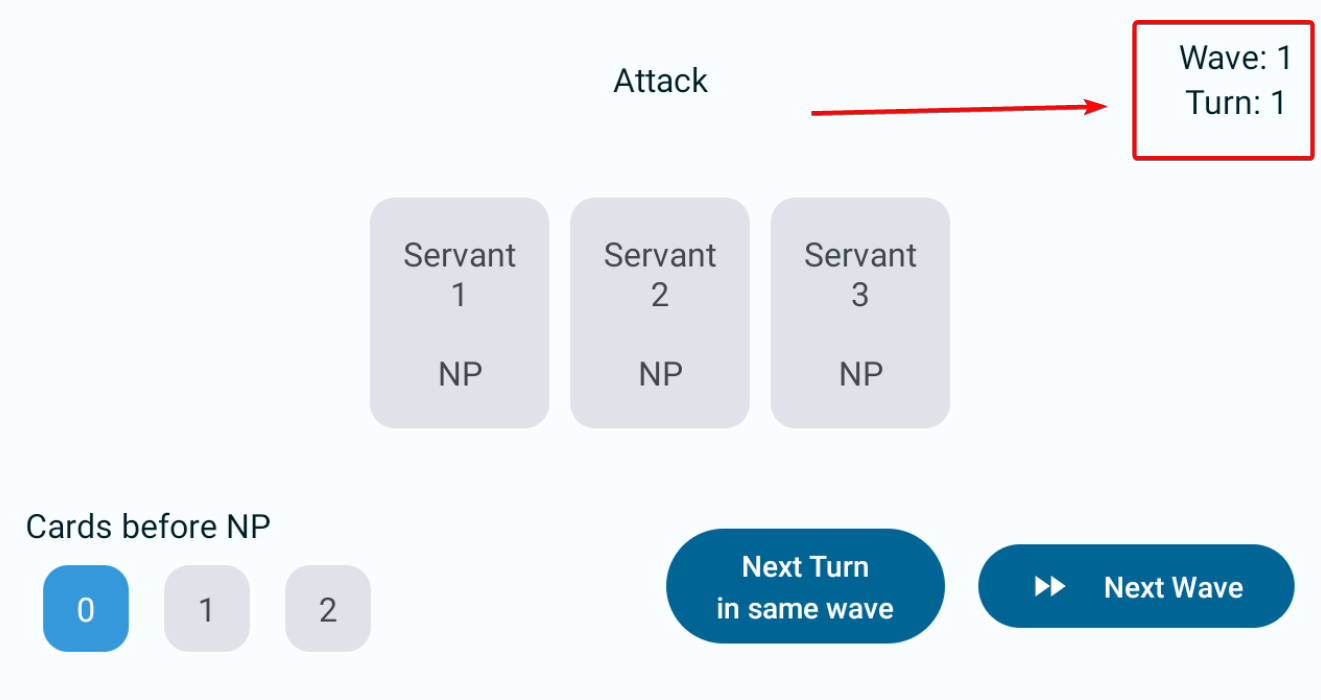 Wave: 1
Turn: 1
Attack
Servant
1
NP
Servant
2
NP
Servant
3
NP
Cards before NP
0
1
2
Next Turn
in same wave
Next Wave